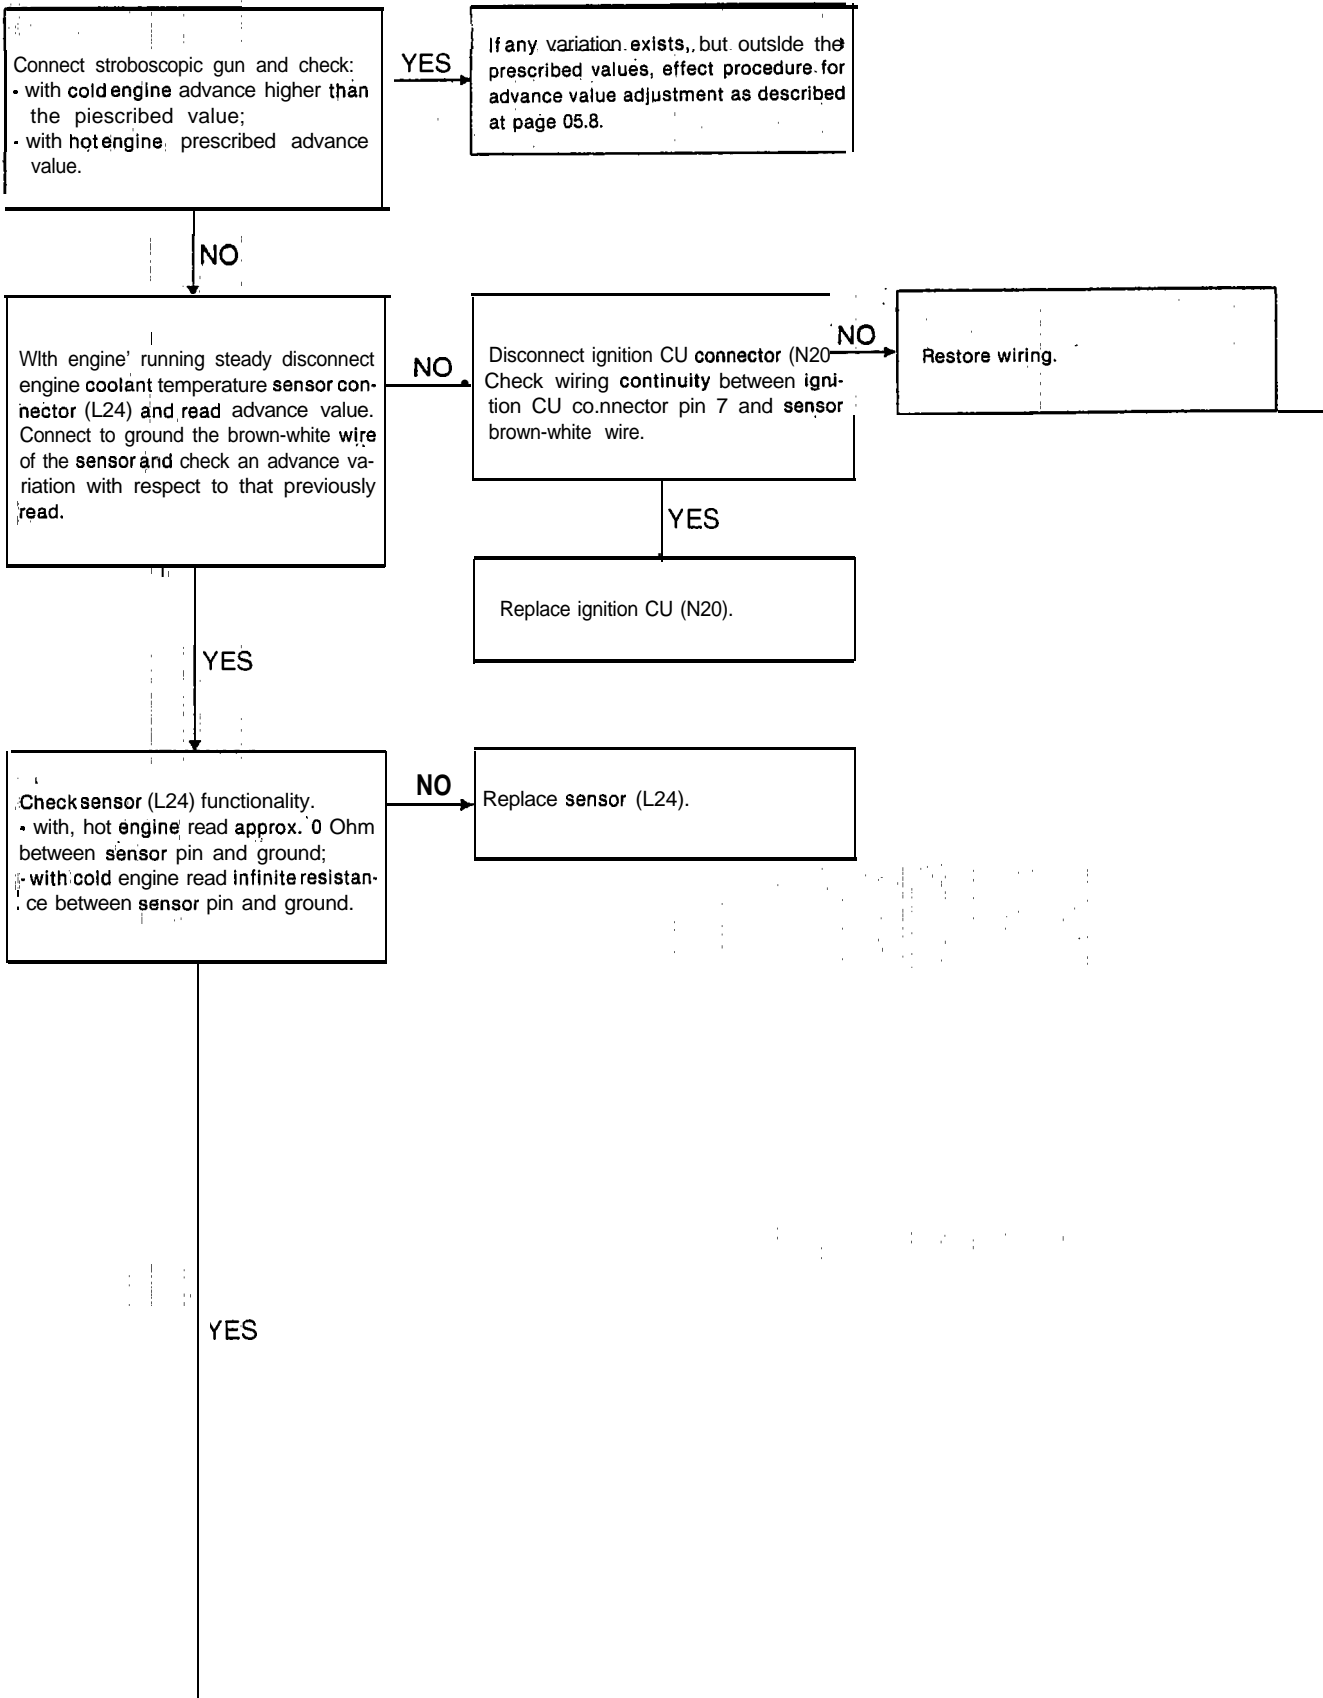 Connect stroboscopic gun and check:
- with cold engine advance higher than
the piescribed value;
- with hot engine prescribed advance
value.
YES
If any variation exists, but outslde the
prescribed values, effect procedure for
advance value adjustment as described
at page 05.8.
NO
WIth engine' running steady disconnect
engine coolant temperature sensor con-
nector (L24) and read advance value.
Connect to ground the brown-white wire
of the sensor and check an advance va-
riation with respect to that previously
read.
NO
Disconnect ignition CU connector (N20
Check wiring continuity between igni-
tion CU co.nnector pin 7 and sensor
brown-white wire.
NO
Restore wiring.
YES
Replace ignition CU (N20).
YES
Check sensor (L24) functionality.
- with, hot engine read approx. 0 Ohm
between sensor pin and ground;
- with cold engine read infinite resistan-
ce between sensor pin and ground.
NO
Replace sensor (L24).
YES